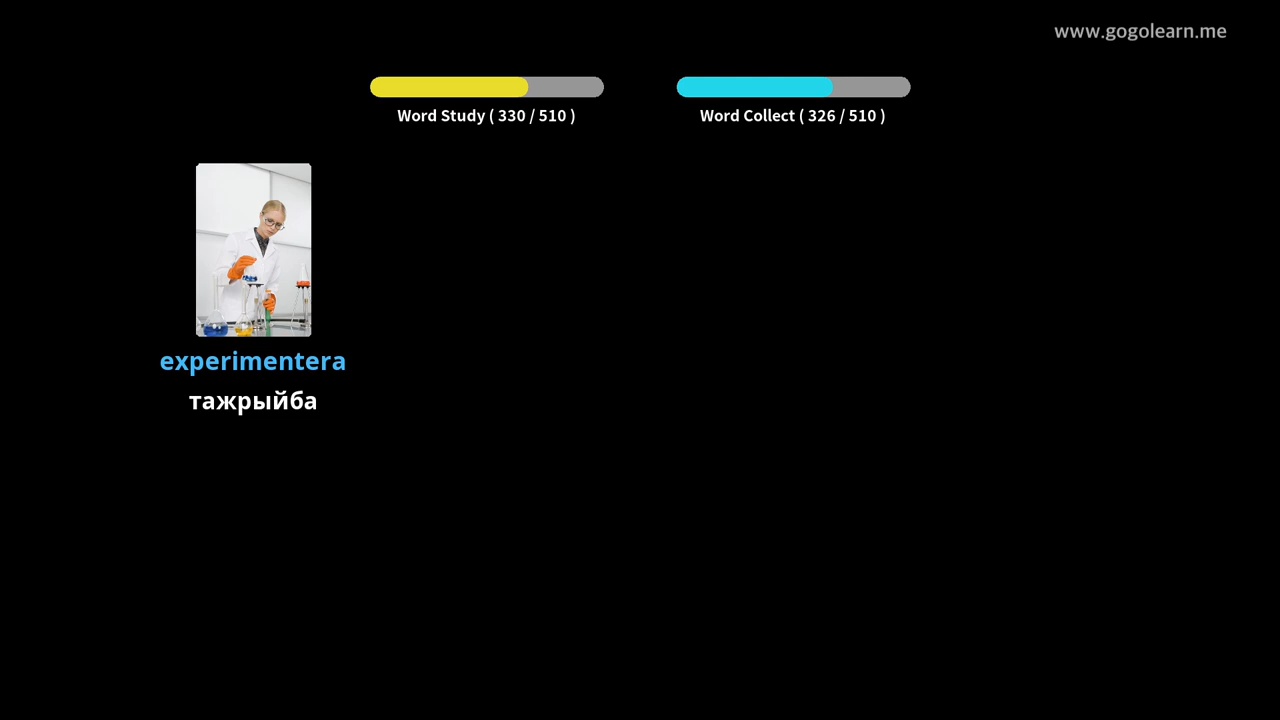 www.gogolearn.me
Word Study ( 330 / 510 )
Word Collect ( 326 / 510 )
experimentera
тажрыйба